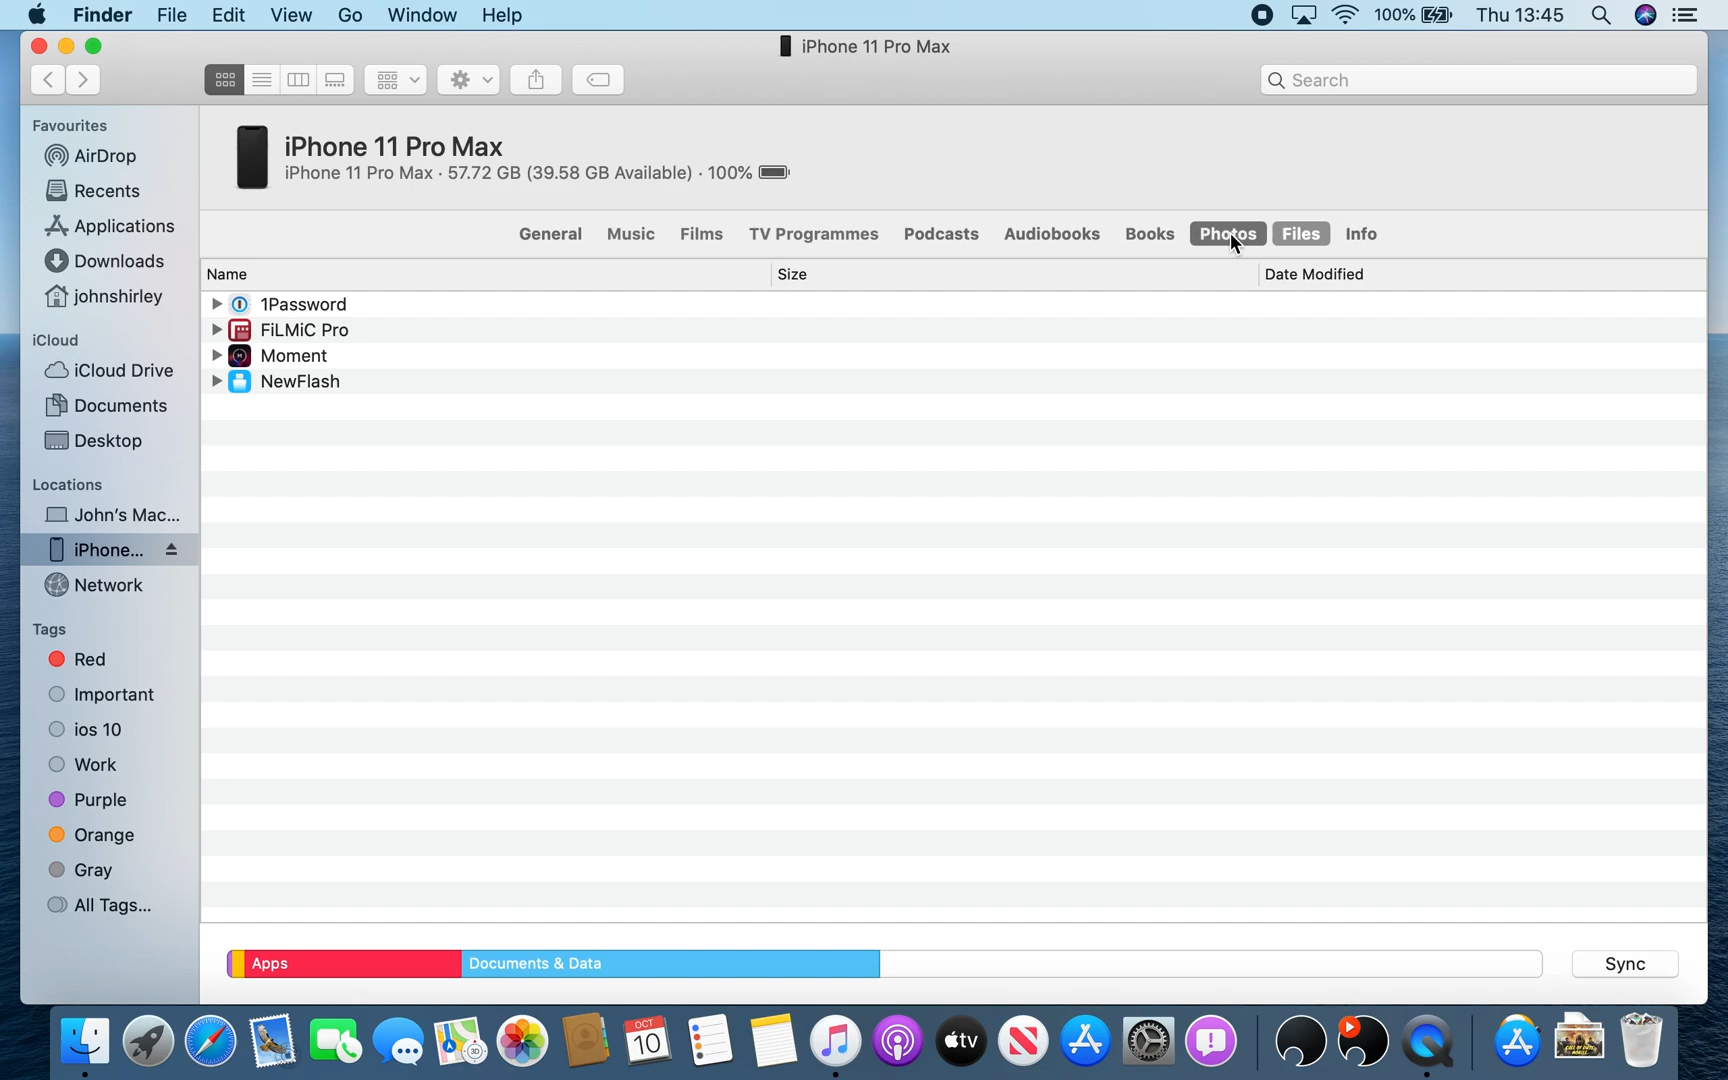 Finder File Edit View Go Window Help 100% Thu 13:45
iPhone 11 Pro Max
Search
Favourites
AirDrop
Recents
Applications
Downloads
johnshirley
iCloud
iCloud Drive
Documents
Desktop
Locations
John's Mac...
iPhone...
Network
Tags
Red
Important
ios 10
Work
Purple
Orange
Gray
All Tags...
iPhone 11 Pro Max
iPhone 11 Pro Max · 57.72 GB (39.58 GB Available) · 100%
General Music Films TV Programmes Podcasts Audiobooks Books Photos Files Info
Name Size Date Modified
1Password
FiLMiC Pro
Moment
NewFlash
Apps Documents & Data Sync
OCT
10
3D
tv